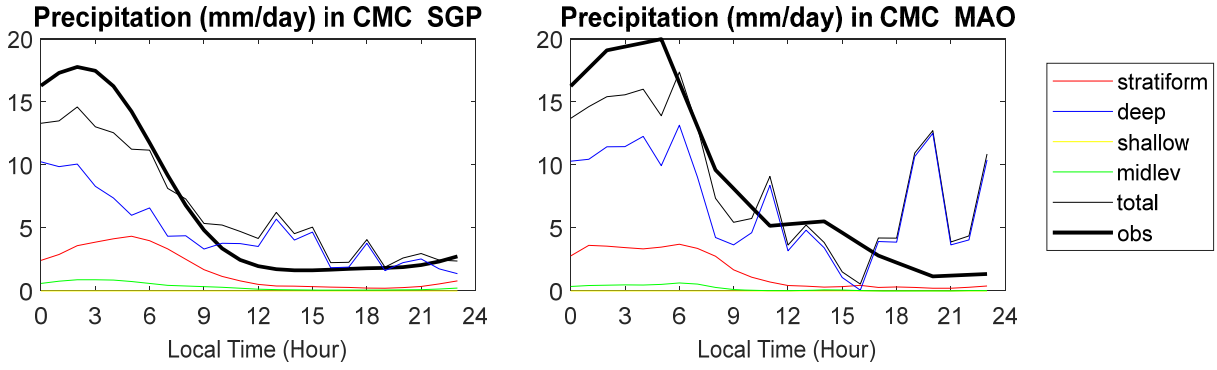 Precipitation (mm/day) in CMC SGP
20
15
10
5
0
0 3 6 9 12 15 18 21 24
Local Time (Hour)
Precipitation (mm/day) in CMC MAO
20
15
10
5
0
0 3 6 9 12 15 18 21 24
Local Time (Hour)
stratiform
deep
shallow
midlev
total
obs